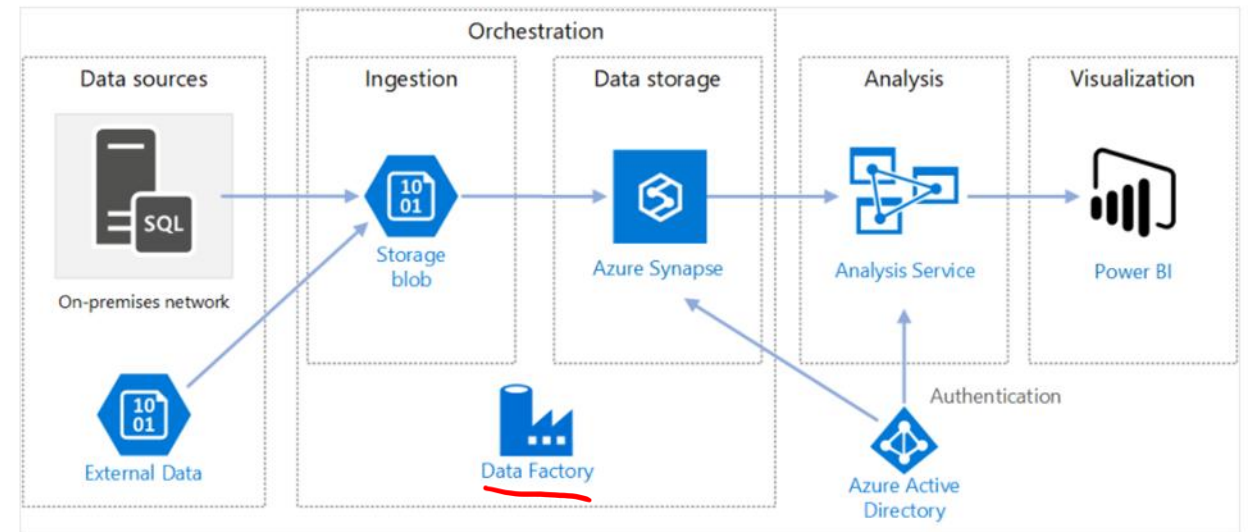 Orchestration
Data sources
Ingestion
Data storage
Analysis
Visualization
SQL
On-premises network
10
01
External Data
10
01
Storage
blob
Azure Synapse
Data Factory
Analysis Service
Authentication
Azure Active
Directory
Power BI